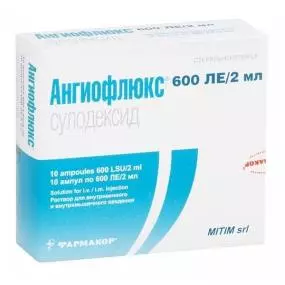 Ангиофлюкс® 600 ЛЕ/2 мл
сулодексид
10 ampoules 600 LSU/2 ml
10 ампул по 600 ЛЕ/2 мл
Solution for i.v. / i.m. injection
Раствор для внутривенного
и внутримышечного введения
ФАРМАКОР®
MITIM srl